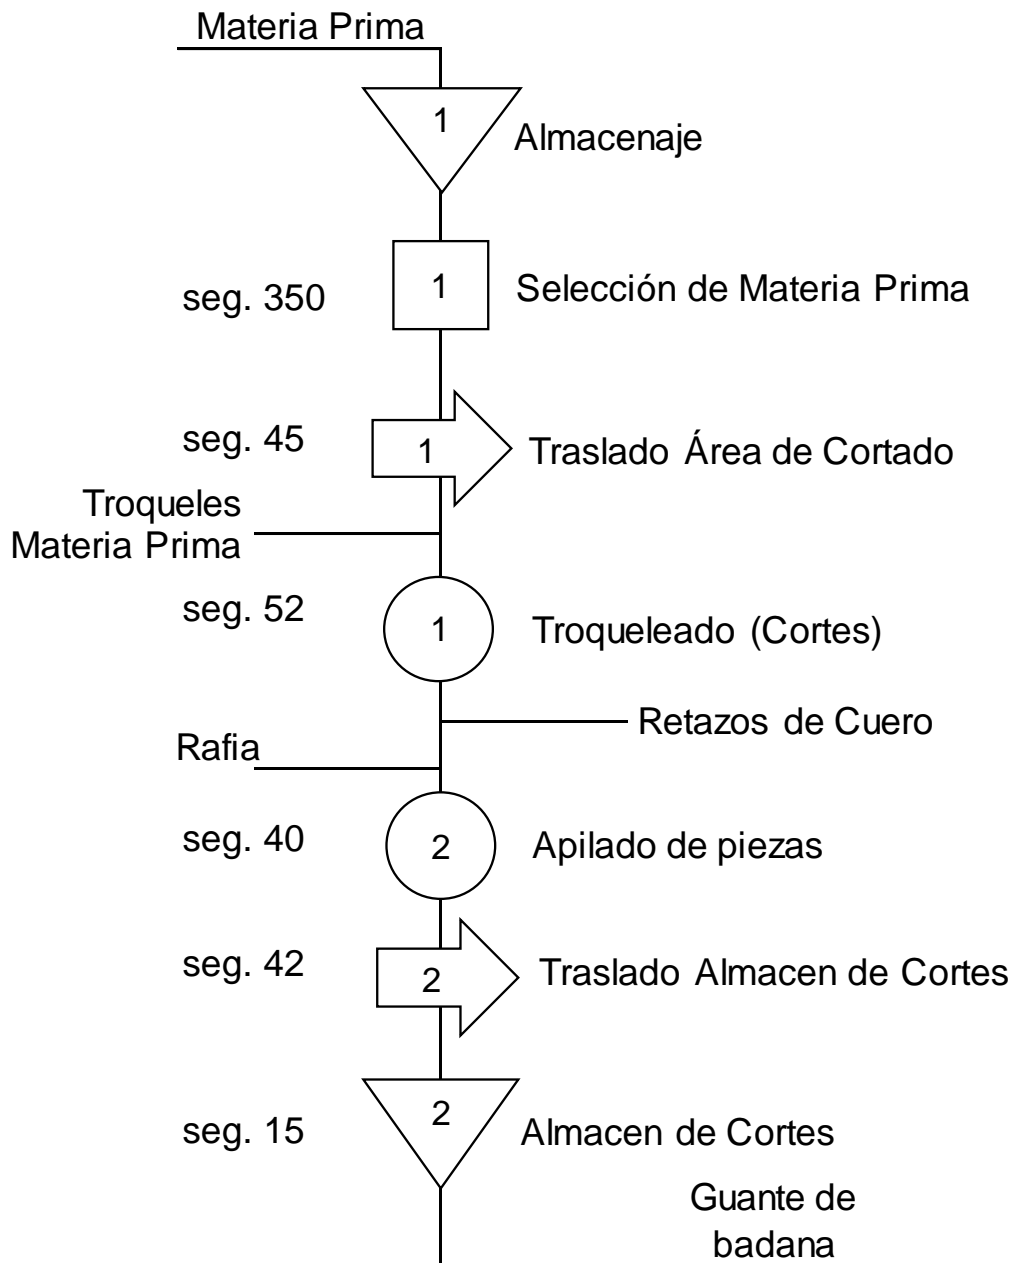 Materia Prima
1
Almacenaje
seg. 350
1
Selección de Materia Prima
seg. 45
1
Traslado Área de Cortado
Troqueles
Materia Prima
seg. 52
1
Troqueleado (Cortes)
Retazos de Cuero
Rafia
seg. 40
2
Apilado de piezas
seg. 42
2
Traslado Almacen de Cortes
seg. 15
2
Almacen de Cortes
Guante de
badana